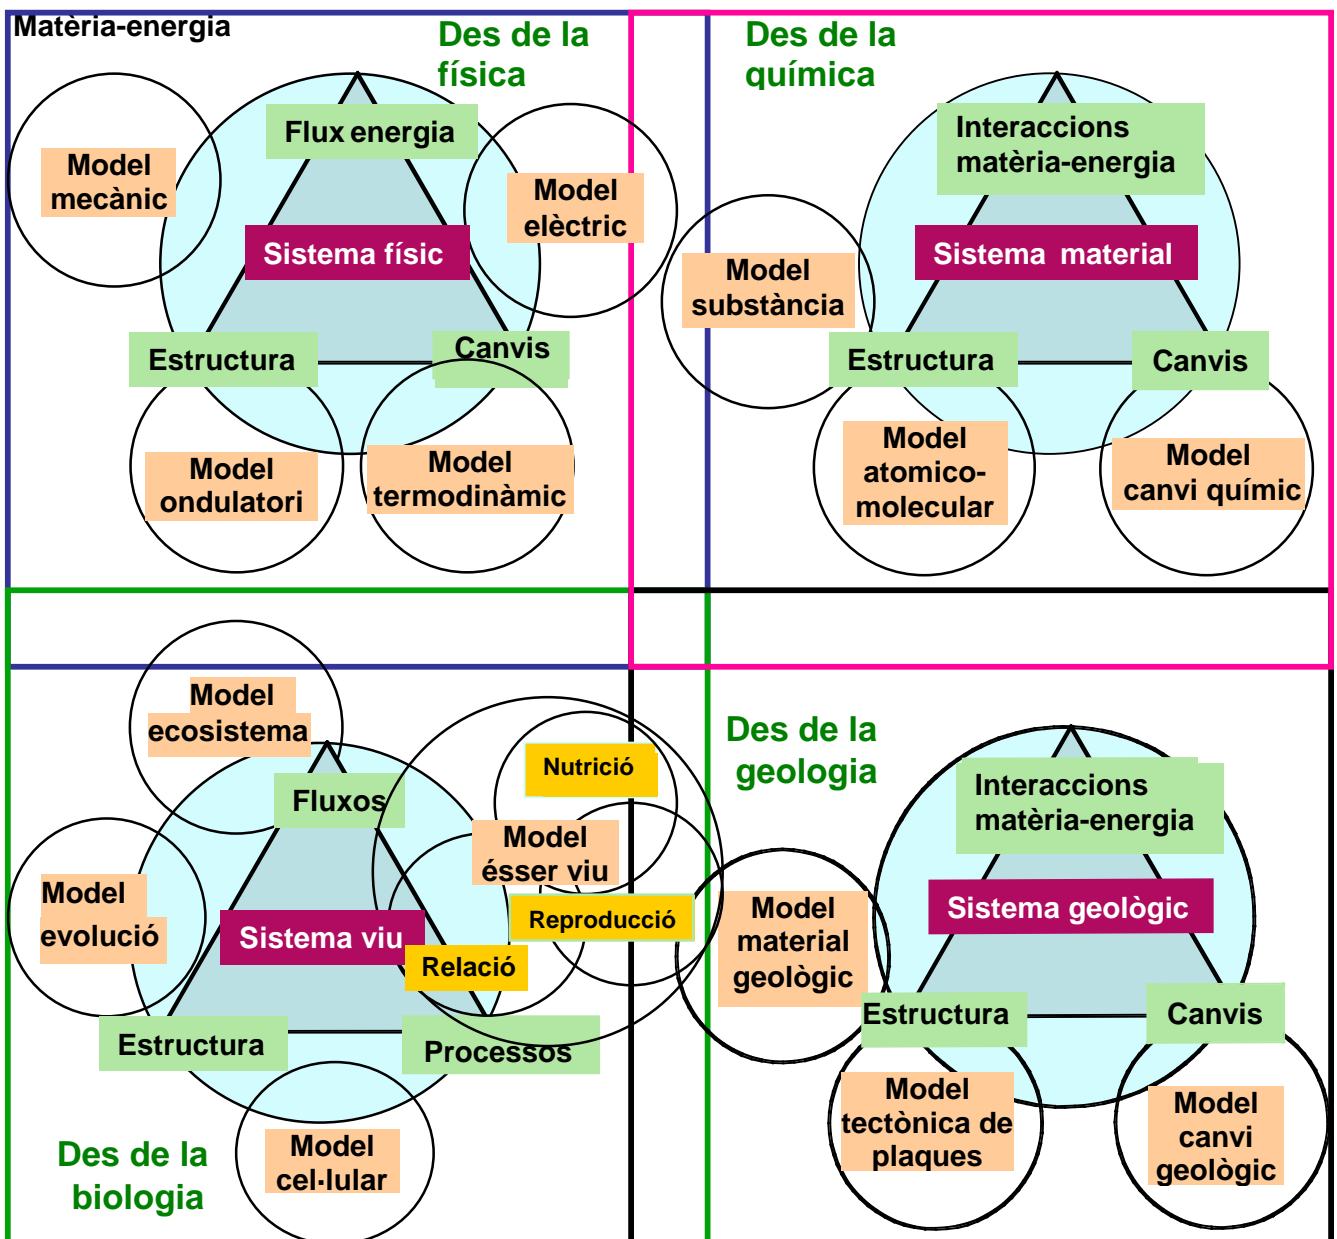 Matèria-energia
Des de la
física
Flux energia
Model
mecànic
Model
elèctric
Sistema físic
Estructura
Canvis
Model
ondulatori
Model
termodinàmic
Des de la
química
Interaccions
matèria-energia
Sistema material
Model
substància
Estructura
Canvis
Model
atomico-
molecular
Model
canvi químic
Model
ecosistema
Fluxos
Nutrició
Model
ésser viu
Model
evolució
Reproducció
Sistema viu
Relació
Estructura
Processos
Model
cel·lular
Des de la
biologia
Des de la
geologia
Interaccions
matèria-energia
Sistema geològic
Model
material
geològic
Estructura
Canvis
Model
tectònica de
plaques
Model
canvi
geològic